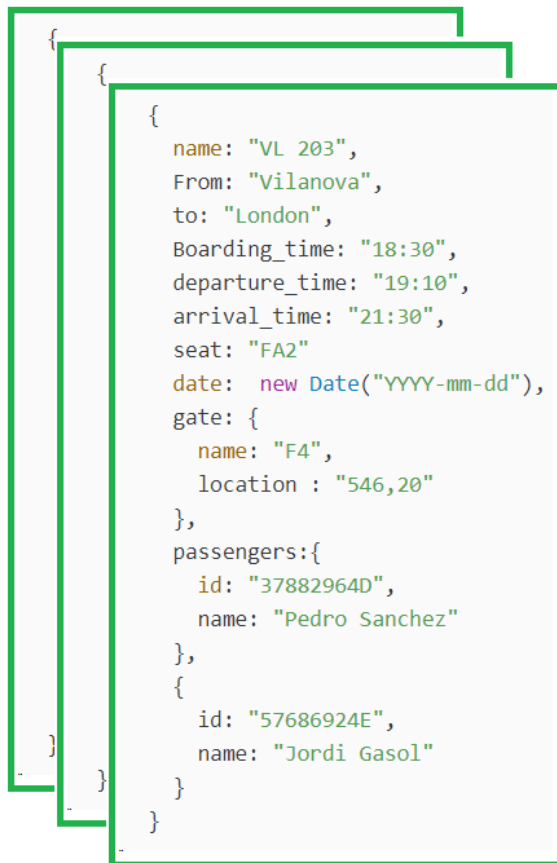 {
{
{
name: "VL 203",
From: "Vilanova",
to: "London",
Boarding_time: "18:30",
departure_time: "19:10",
arrival_time: "21:30",
seat: "FA2"
date:  new Date("YYYY-mm-dd"),
gate: {
name: "F4",
location : "546,20"
},
passengers:{
id: "37882964D",
name: "Pedro Sanchez"
},
{
id: "57686924E",
name: "Jordi Gasol"
}
}
}
}